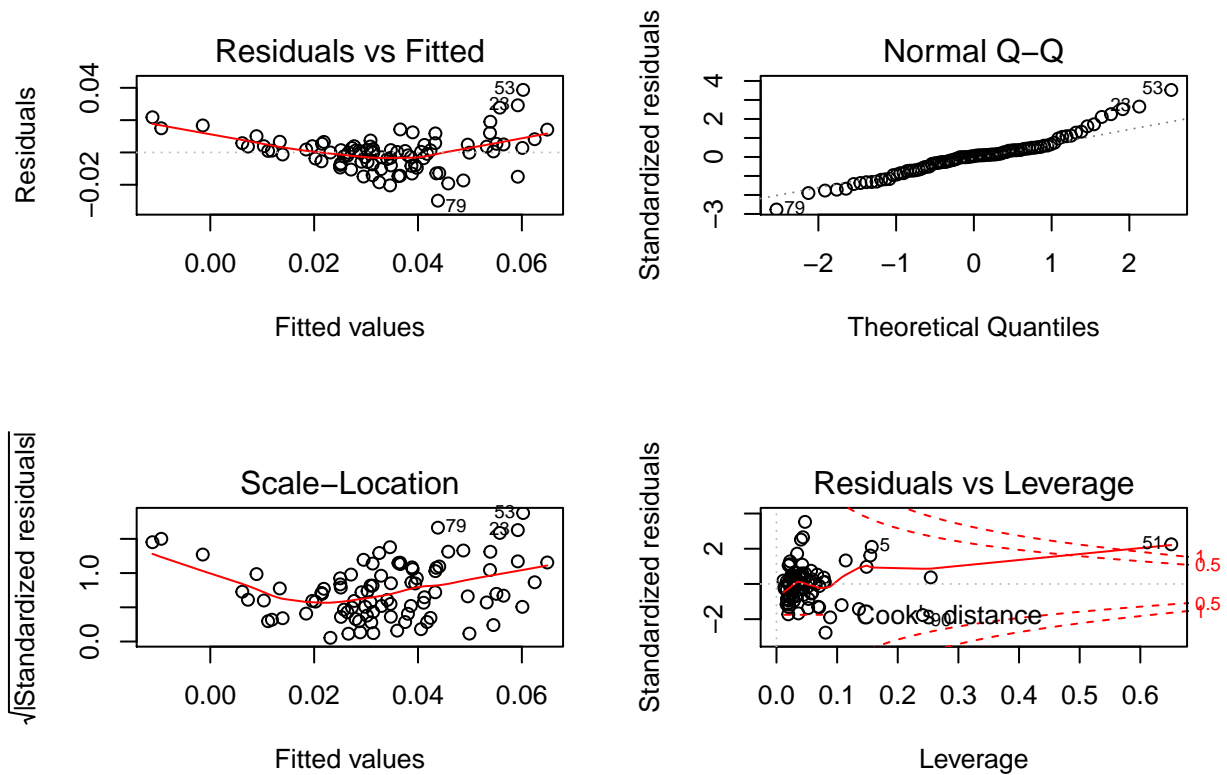 Residuals vs Fitted
Residuals
0.04
−0.02
53
23
79
0.00 0.02 0.04 0.06
Fitted values
Normal Q−Q
Standardized residuals
4
2
0
−3
53
23
79
−2 −1 0 1 2
Theoretical Quantiles
Scale−Location
√|Standardized residuals|
1.0
0.0
53
79
23
0.00 0.02 0.04 0.06
Fitted values
Residuals vs Leverage
Standardized residuals
2
−2
5
51
90
1
0.5
0.5
1
Cook's distance
0.0 0.1 0.2 0.3 0.4 0.5 0.6
Leverage